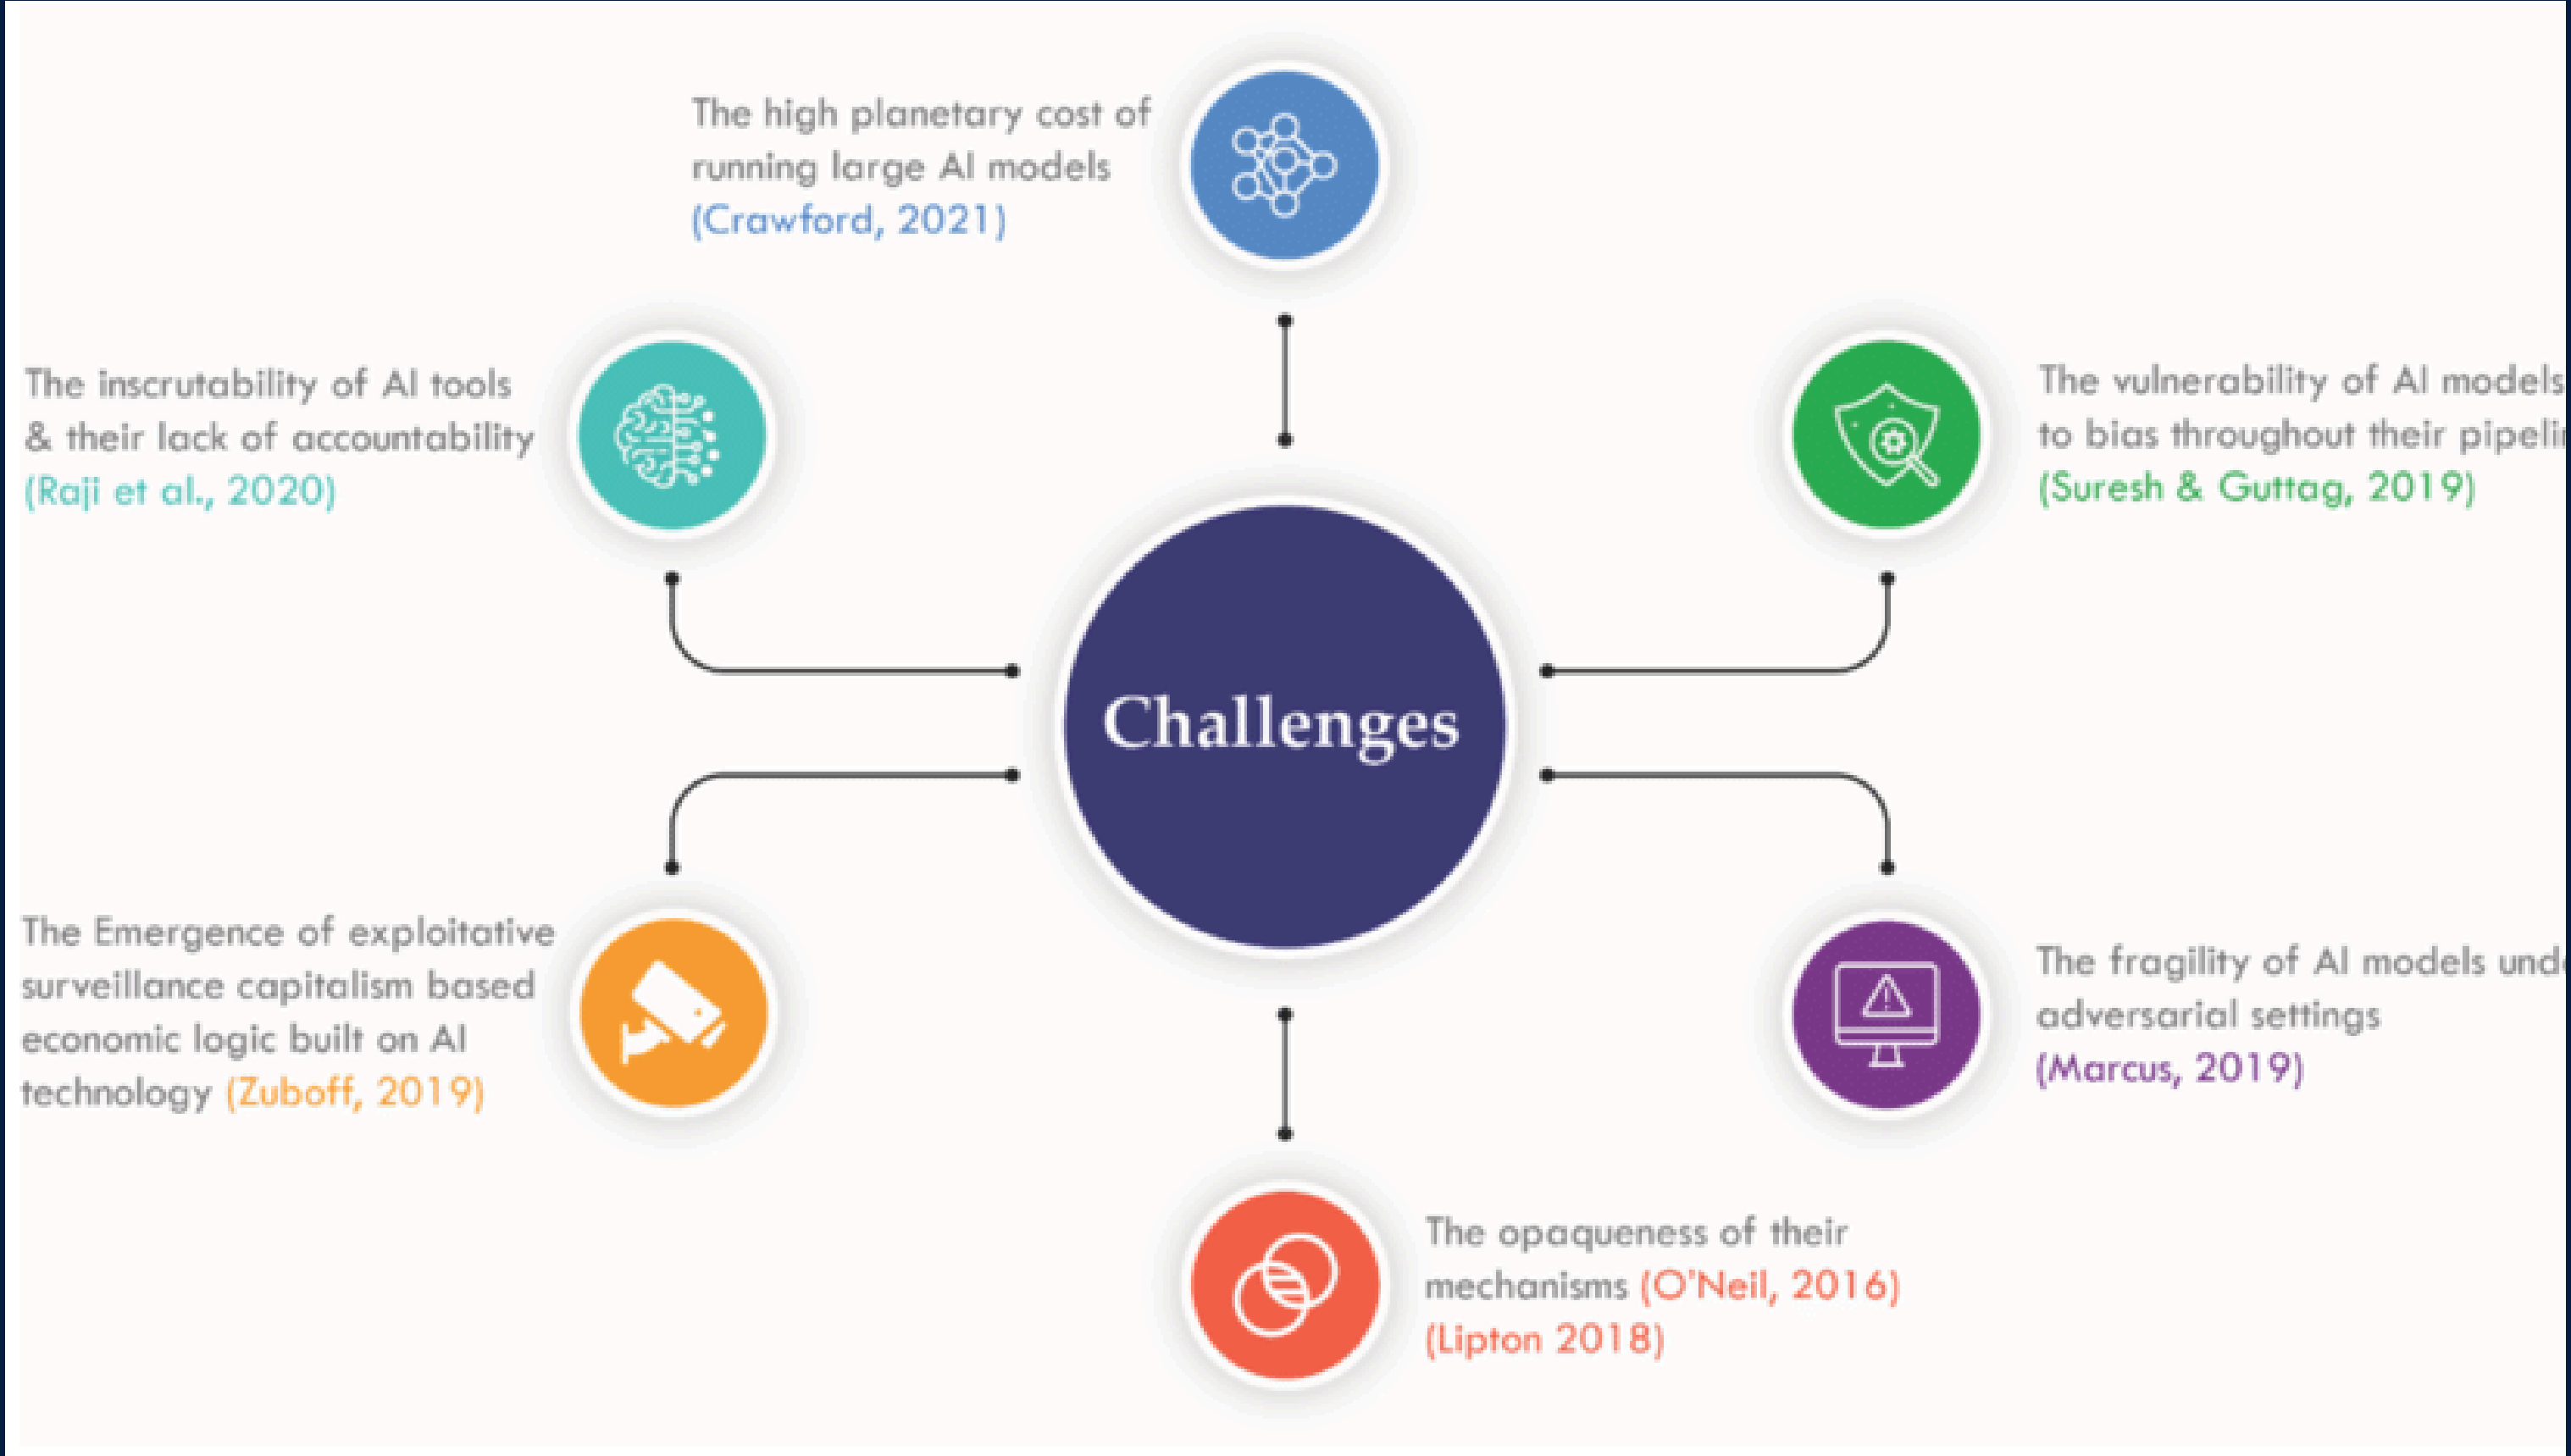 The high planetary cost of
running large AI models
(Crawford, 2021)
The inscrutability of AI tools
& their lack of accountability
(Raji et al., 2020)
The vulnerability of AI models
to bias throughout their
(Suresh & Guttag, 2019)
Challenges
The Emergence of exploitative
surveillance capitalism based
economic logic built on AI
technology (Zuboff, 2019)
The fragility of AI models
adversarial settings
(Marcus, 2019)
The opaqueness of their
mechanisms (O'Neil, 2016)
(Lipton 2018)